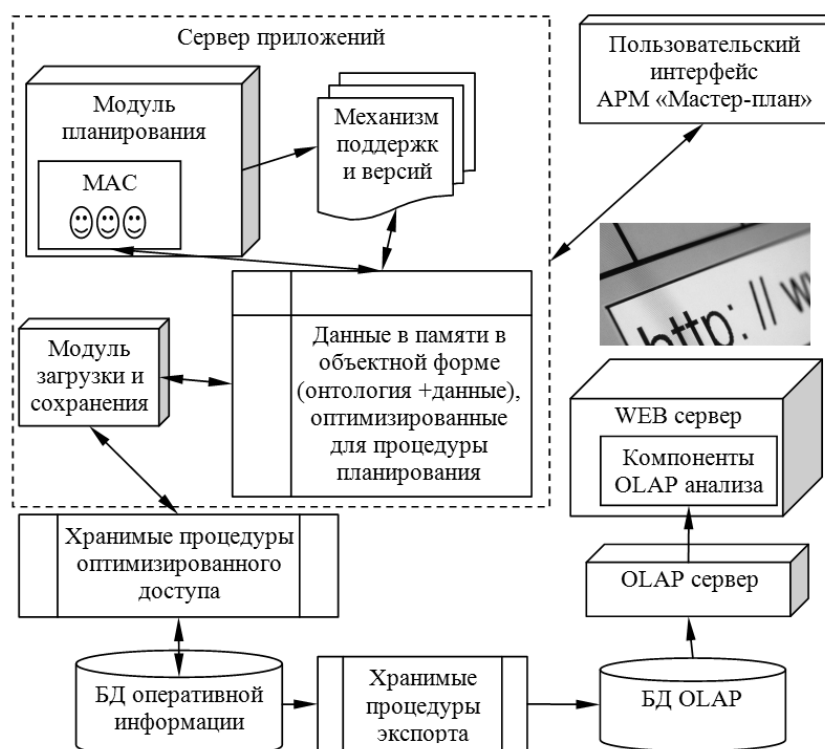 Сервер приложений
Модуль
планирования
МАС
Механизм
поддержк
и версий
Пользовательский
интерфейс
АРМ «Мастер-план»
http: // w
Модуль
загрузки и
сохранения
Данные в памяти в
объектной форме
(онтология +данные),
оптимизированные
для процедуры
планирования
WEB сервер
Компоненты
OLAP анализа
Хранимые процедуры
оптимизированного
доступа
OLAP сервер
БД оперативной
информации
Хранимые
процедуры
экспорта
БД OLAP